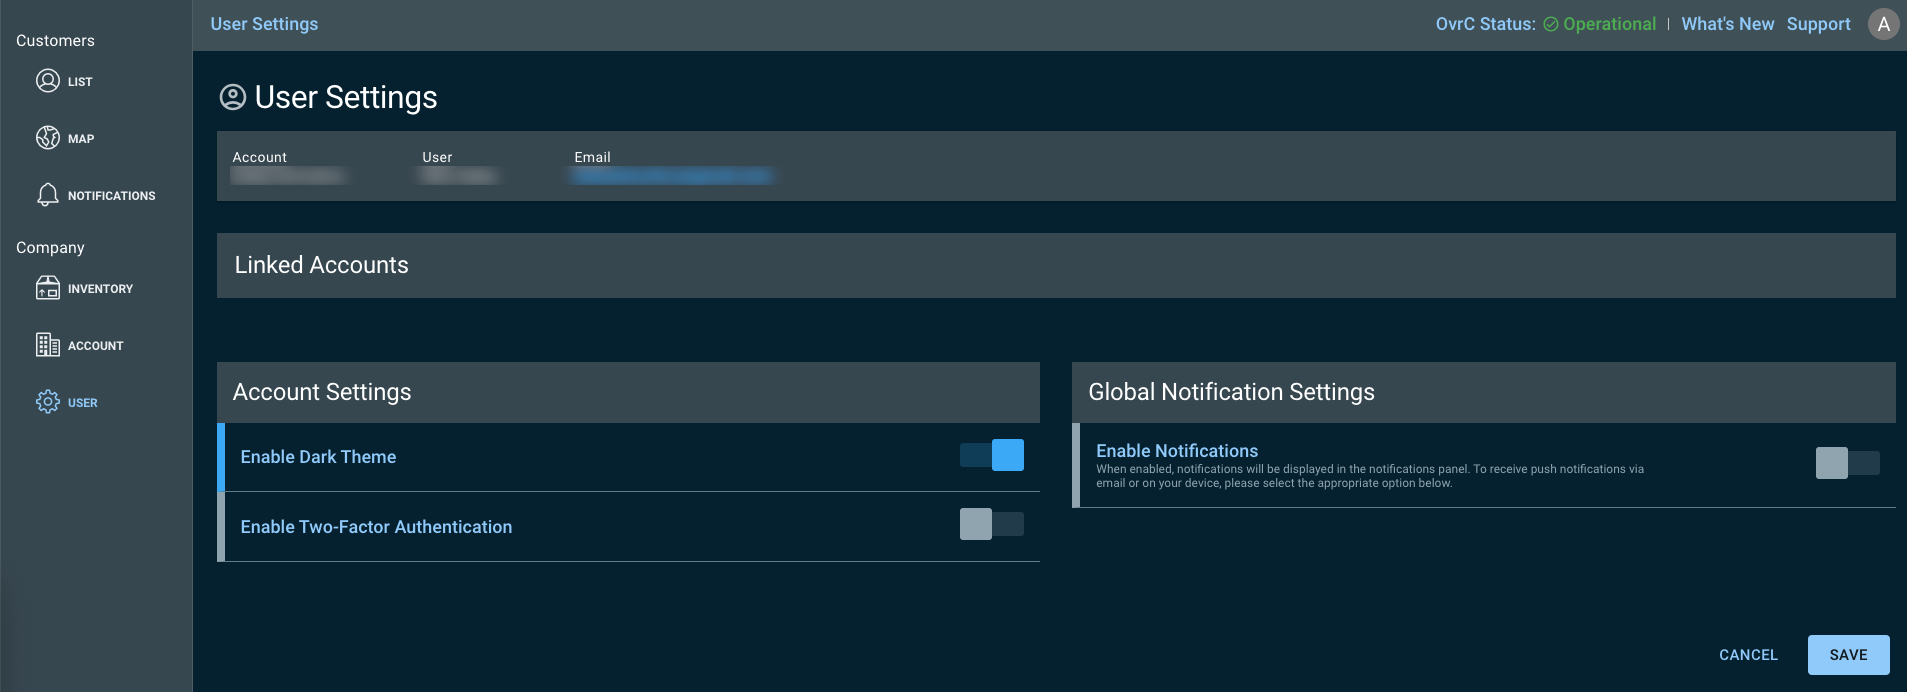 Customers
LIST
MAP
NOTIFICATIONS
Company
INVENTORY
ACCOUNT
USER
User Settings
OvrC Status: Operational | What's New Support A
User Settings
Account User Email
Linked Accounts
Account Settings
Enable Dark Theme
Enable Two-Factor Authentication
Global Notification Settings
Enable Notifications
When enabled, notifications will be displayed in the notifications panel. To receive push notifications via
email or on your device, please select the appropriate option below.
CANCEL SAVE